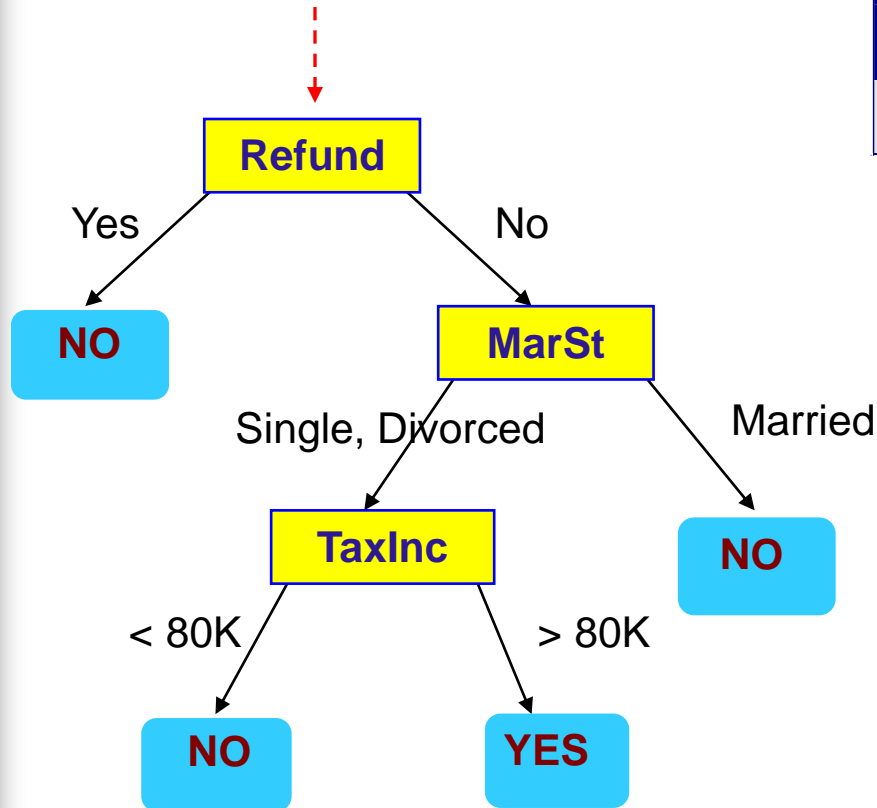 Refund
Yes
No
NO
MarSt
Single, Divorced
Married
TaxInc
NO
< 80K
> 80K
NO
YES